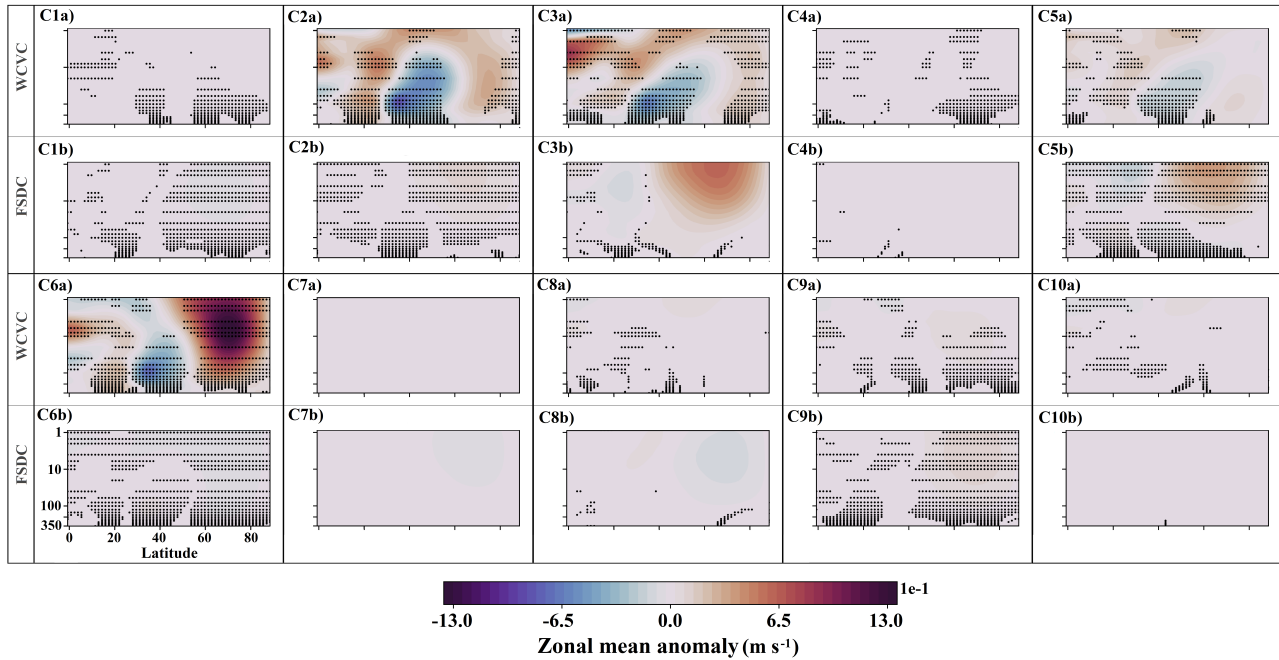 C1a) C2a) C3a) C4a) C5a)
WCVC
C1b) C2b) C3b) C4b) C5b)
FSDC
C6a) C7a) C8a) C9a) C10a)
WCVC
C6b) C7b) C8b) C9b) C10b)
FSDC
1
10
100
350
0 20 40 60 80
Latitude
1e-1
-13.0 -6.5 0.0 6.5 13.0
Zonal mean anomaly (m s⁻¹)